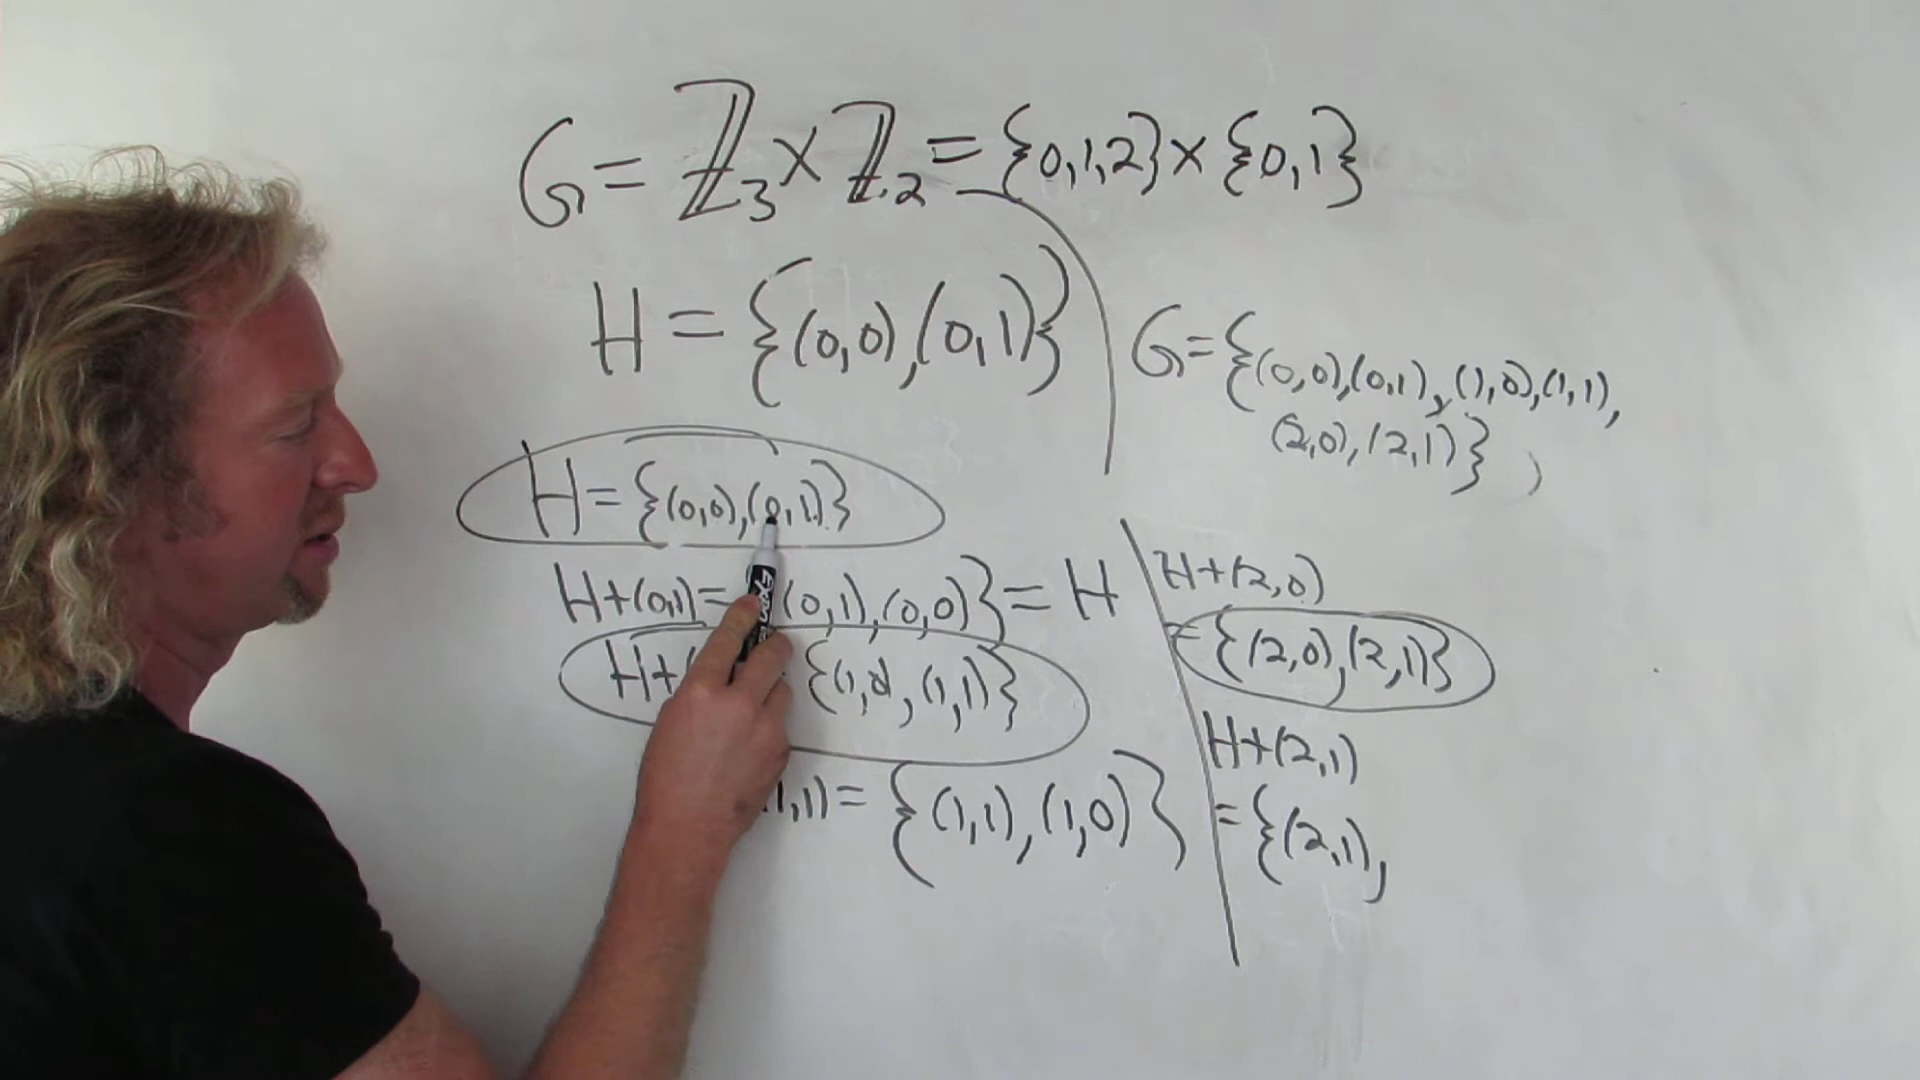 G = ℤ₃ × ℤ₂ = {0,1,2} × {0,1}
H = {(0,0),(0,1)}
G = {(0,0),(0,1),(1,0),(1,1),
(2,0),(2,1)}
H = {(0,0),(0,1)}
H+(0,1) = (0,1),(0,0)} = H
H+( {(1,0),(1,1)}
1,1) = {(1,1),(1,0)}
H+(2,0)
= {(2,0),(2,1)}
H+(2,1)
= {(2,1),
EXPO